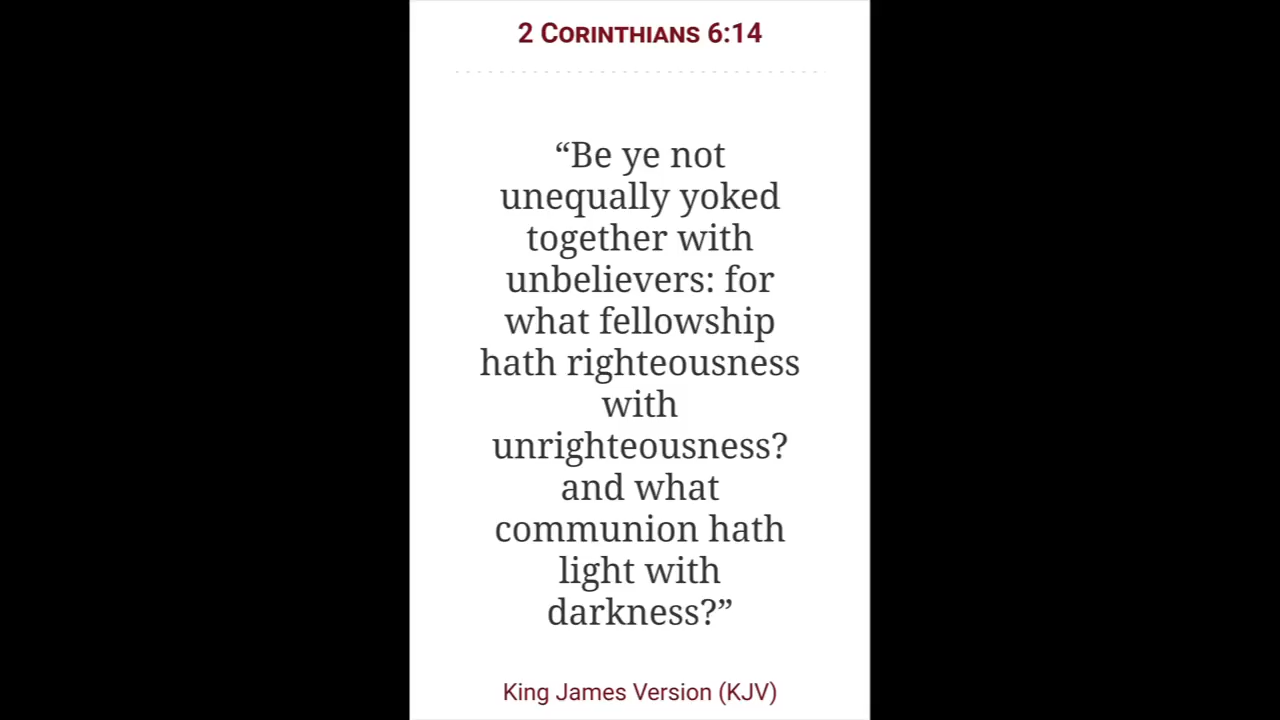 2 Corinthians 6:14
“Be ye not
unequally yoked
together with
unbelievers: for
what fellowship
hath righteousness
with
unrighteousness?
and what
communion hath
light with
darkness?”
King James Version (KJV)